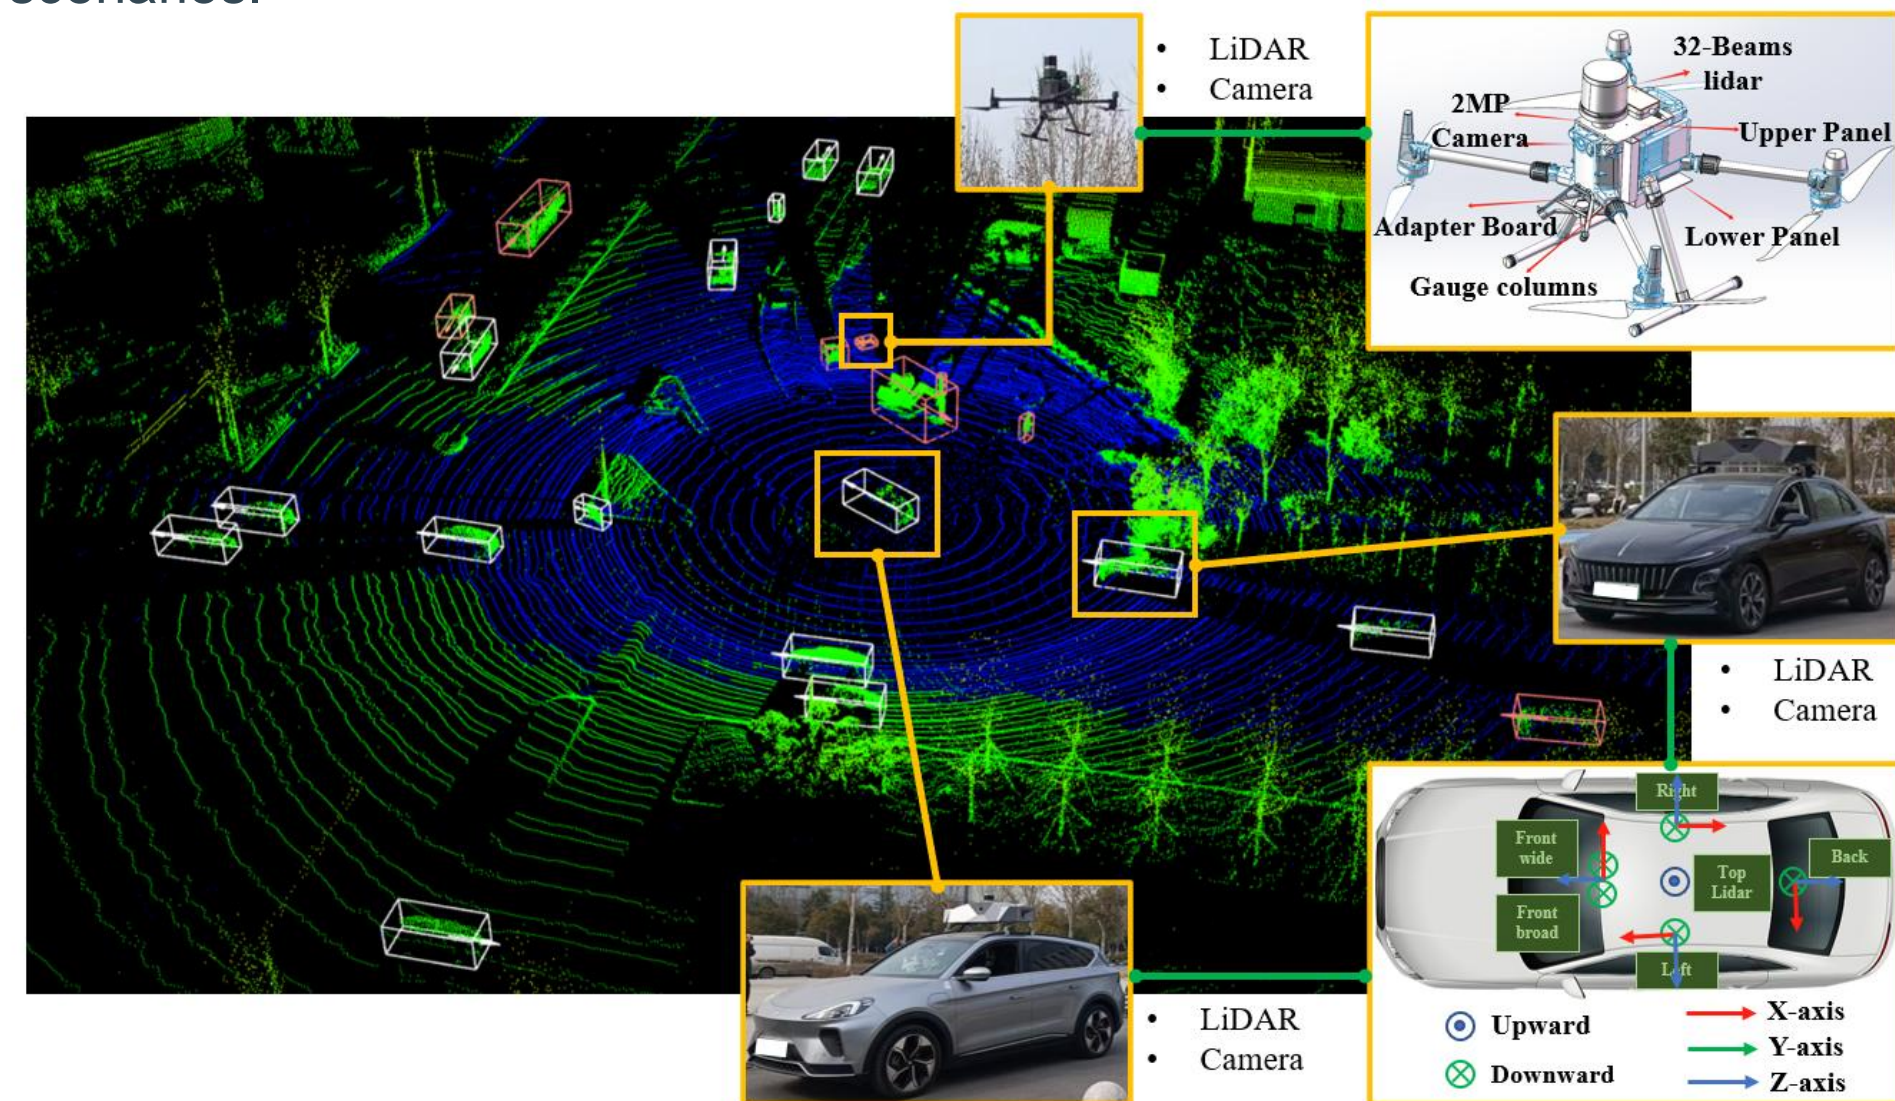 scenarios.
• LiDAR
• Camera
32-Beams
lidar
2MP
Camera
Upper Panel
Adapter Board
Lower Panel
Gauge columns
• LiDAR
• Camera
Right
Front
wide
Top
Lidar
Back
Front
broad
Left
• LiDAR
• Camera
Upward
Downward
X-axis
Y-axis
Z-axis